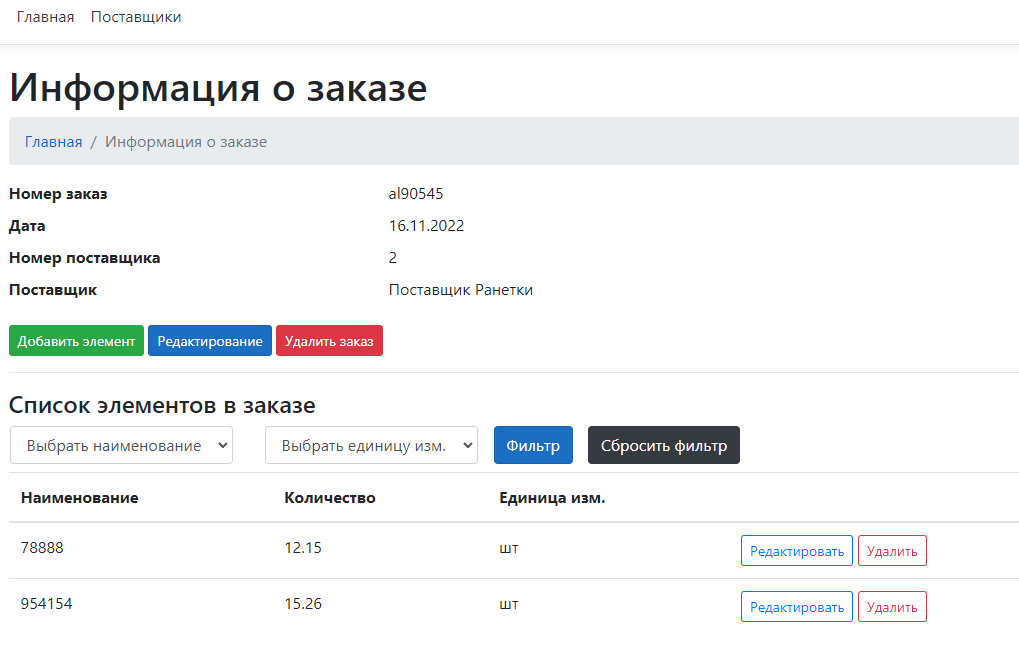 Главная Поставщики
Информация о заказе
Главная / Информация о заказе
Номер заказ al90545
Дата 16.11.2022
Номер поставщика 2
Поставщик Поставщик Ранетки
Добавить элемент Редактирование Удалить заказ
Список элементов в заказе
Выбрать наименование Выбрать единицу изм. Фильтр Сбросить фильтр
Наименование Количество Единица изм.
78888 12.15 шт Редактировать Удалить
954154 15.26 шт Редактировать Удалить